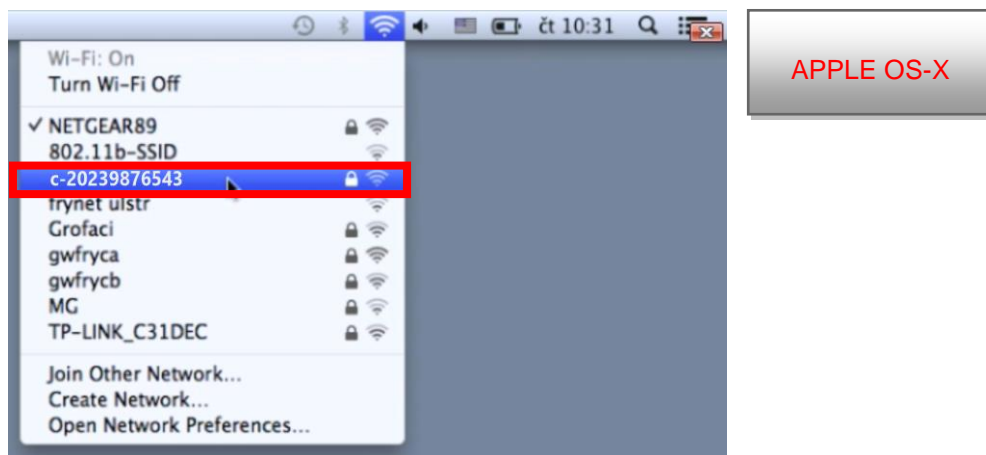 čt 10:31
APPLE OS-X
Wi-Fi: On
Turn Wi-Fi Off
NETGEAR89
802.11b-SSID
c-20239876543
frynet ulstr
Grofaci
gwfryca
gwfrycb
MG
TP-LINK_C31DEC
Join Other Network...
Create Network...
Open Network Preferences...